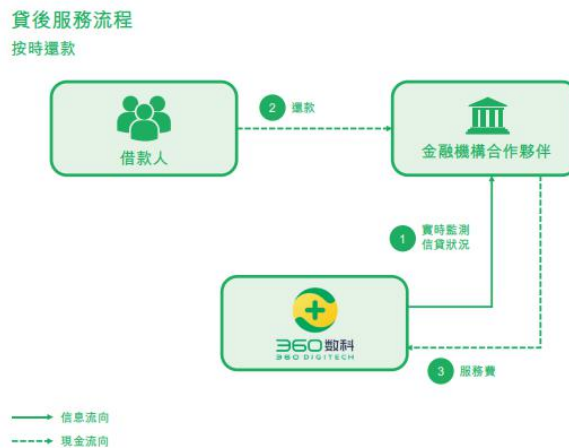 貸後服務流程
按時還款
2 還款
借款人
金融機構合作夥伴
1 實時監測
信貸狀況
360數科
360 DIGITECH
3 服務費
信息流向
現金流向